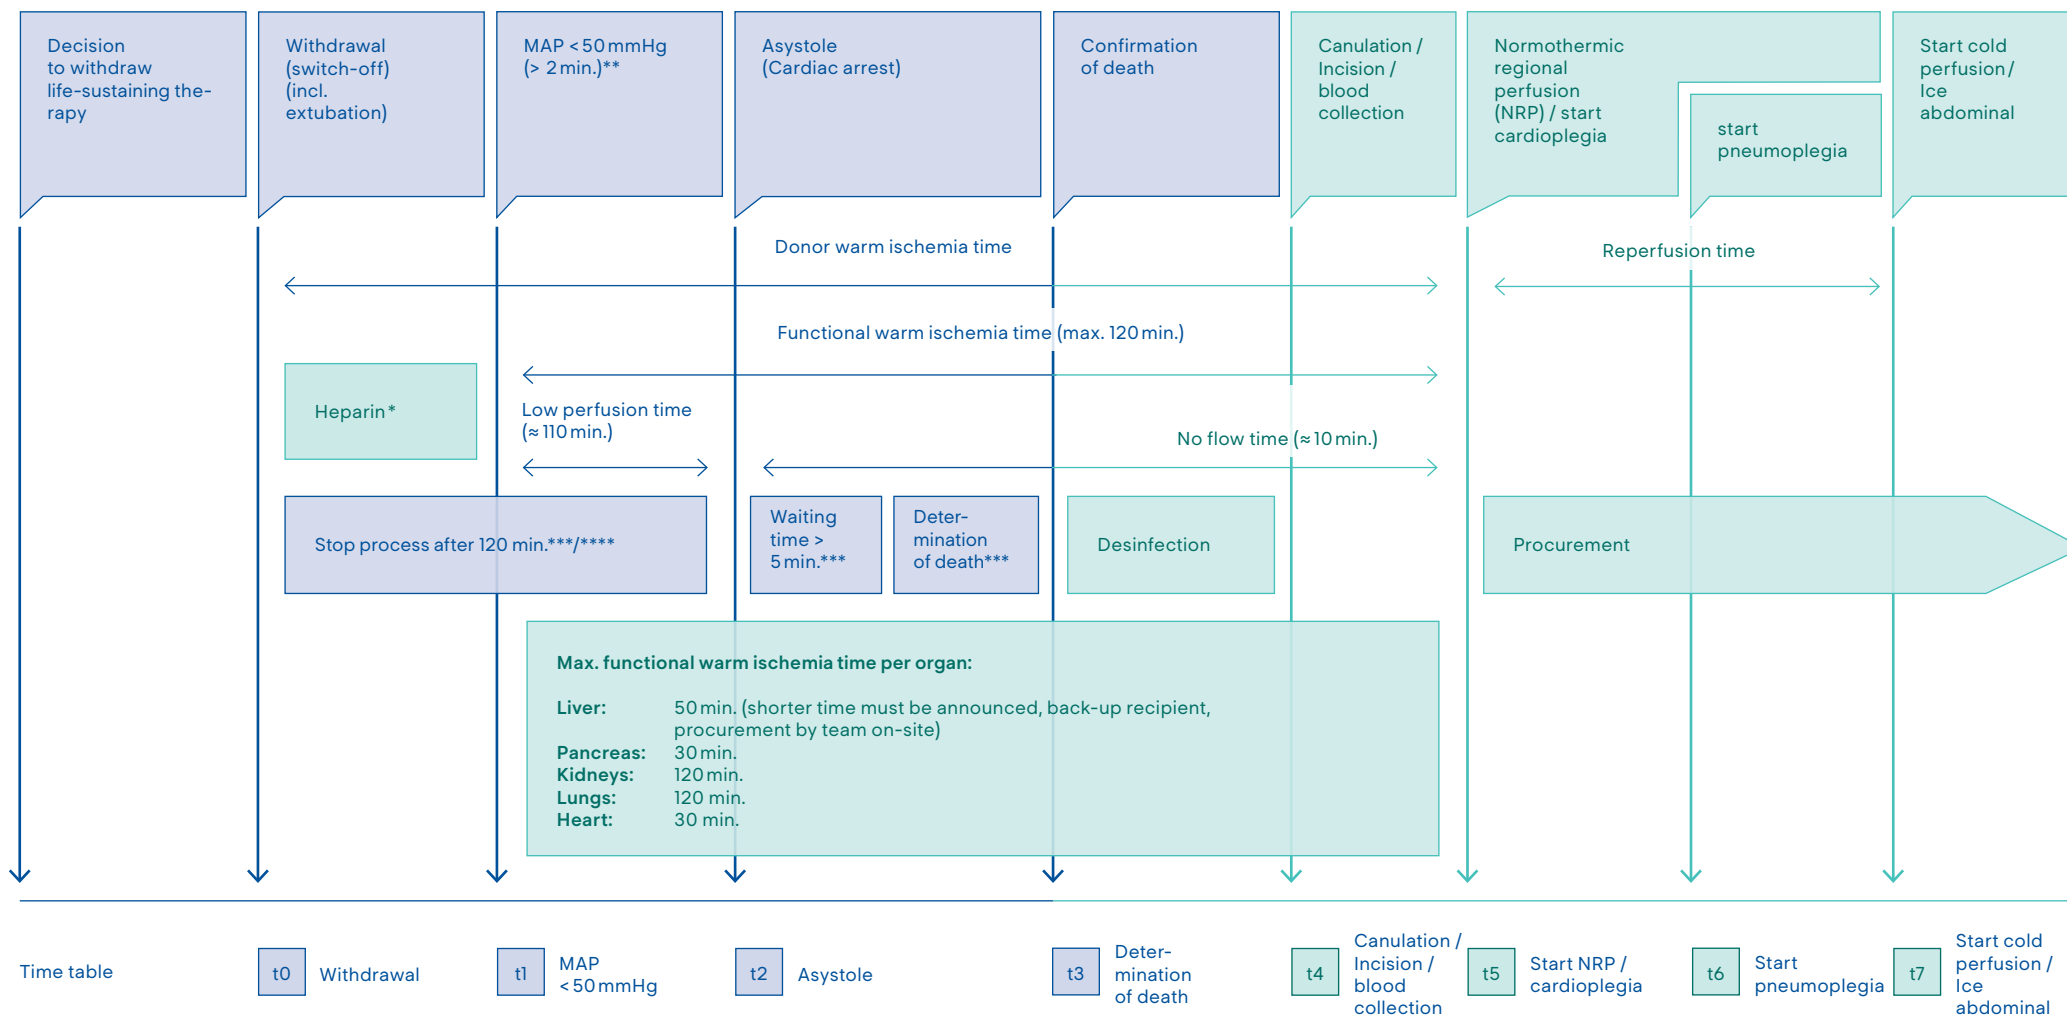 Decision
to withdraw
life-sustaining the-
rapy
Withdrawal
(switch-off)
(incl.
extubation)
MAP < 50 mmHg
(> 2 min.)**
Asystole
(Cardiac arrest)
Confirmation
of death
Canulation /
Incision /
blood
collection
Normothermic
regional
perfusion
(NRP) / start
cardioplegia
start
pneumoplegia
Start cold
perfusion/
Ice
abdominal
Donor warm ischemia time
Reperfusion time
Functional warm ischemia time (max. 120 min.)
Heparin*
Low perfusion time
(≈ 110 min.)
No flow time (≈ 10 min.)
Stop process after 120 min.***/****
Waiting
time >
5 min.***
Deter-
mination
of death***
Desinfection
Procurement
Max. functional warm ischemia time per organ:
Liver: 50 min. (shorter time must be announced, back-up recipient,
procurement by team on-site)
Pancreas: 30 min.
Kidneys: 120 min.
Lungs: 120 min.
Heart: 30 min.
Time table
t0
Withdrawal
t1
MAP
< 50 mmHg
t2
Asystole
t3
Deter-
mination
of death
t4
Canulation /
Incision /
blood
collection
t5
Start NRP /
cardioplegia
t6
Start
pneumoplegia
t7
Start cold
perfusion /
Ice
abdominal